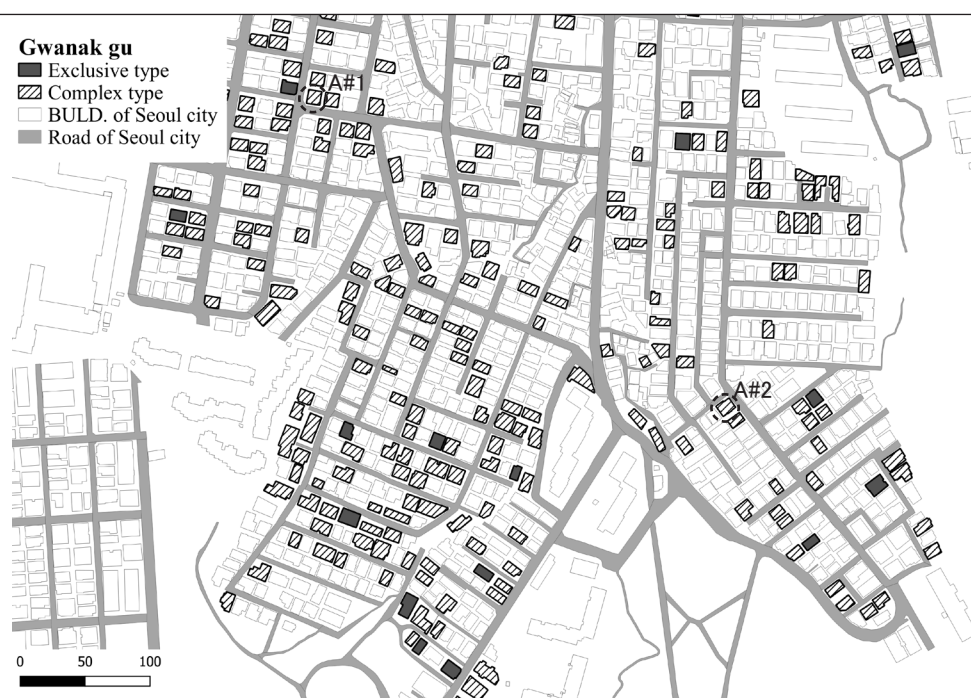 Gwanak gu
Exclusive type
Complex type
BULD. of Seoul city
Road of Seoul city
A#1
A#2
0 50 100